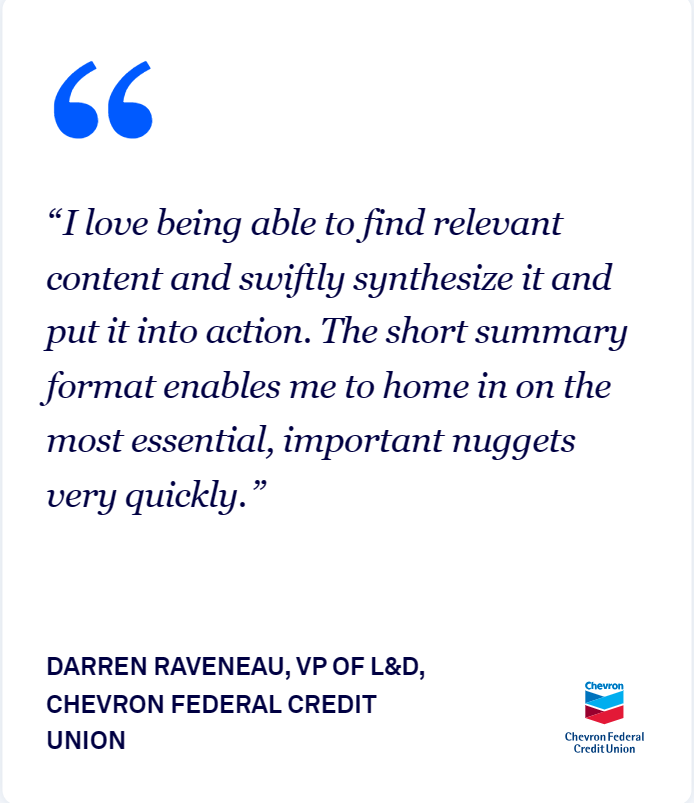 “I love being able to find relevant
content and swiftly synthesize it and
put it into action. The short summary
format enables me to home in on the
most essential, important nuggets
very quickly.”
DARREN RAVENEAU, VP OF L&D,
CHEVRON FEDERAL CREDIT
UNION
Chevron
Chevron Federal
Credit Union